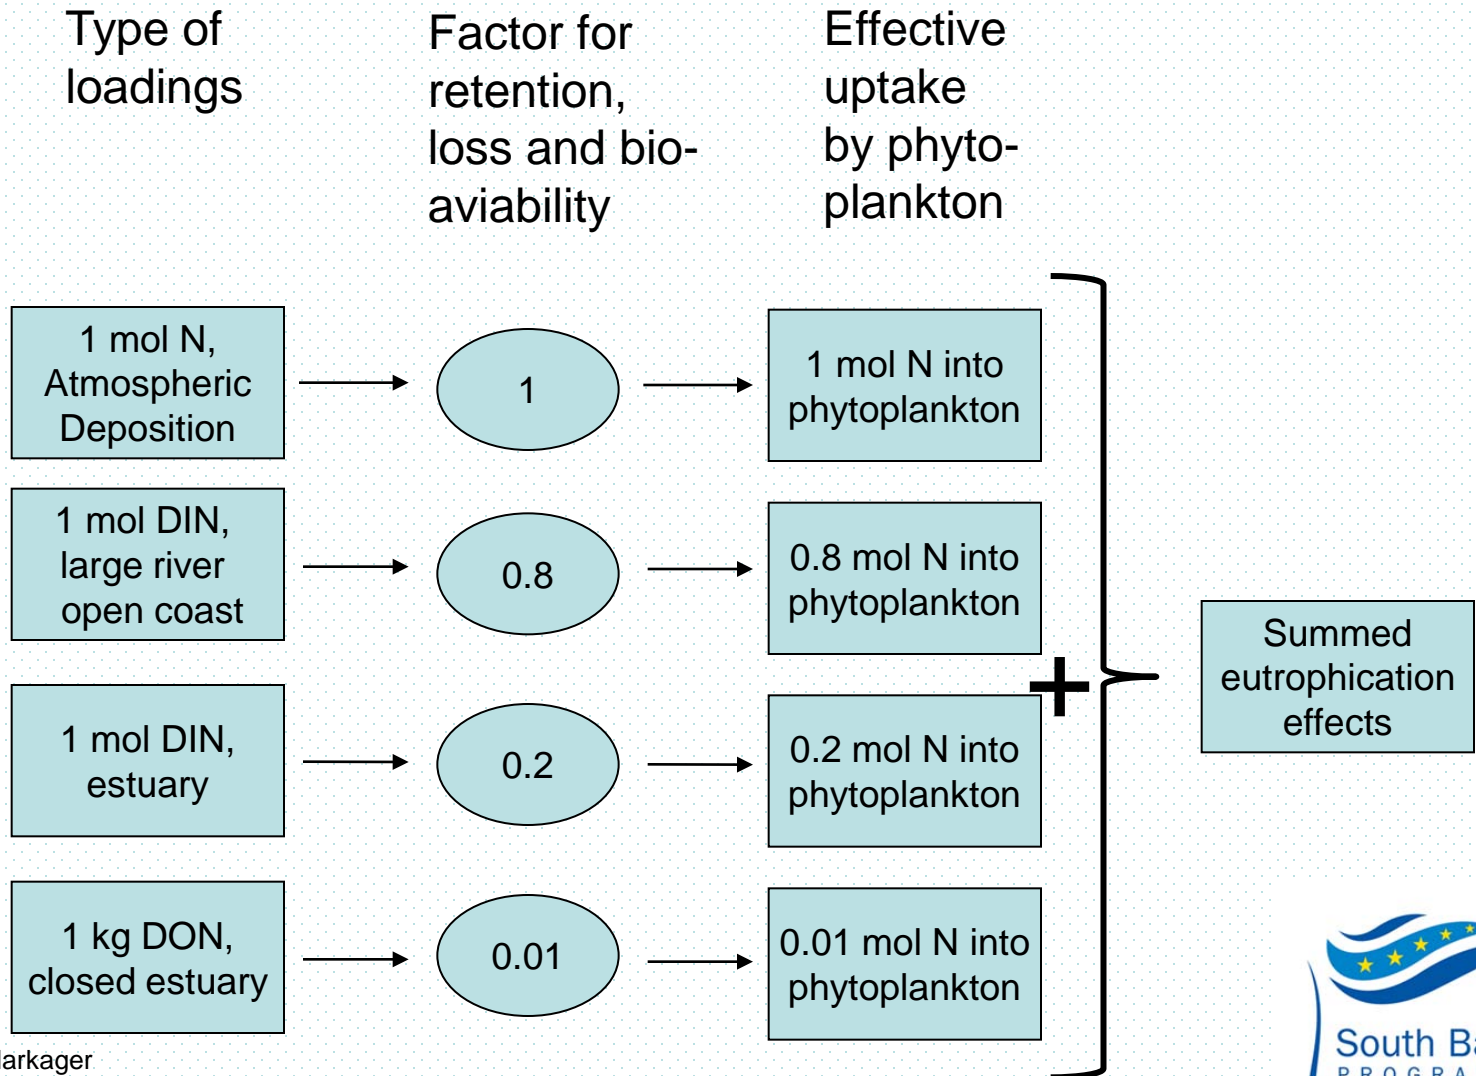 Type of
loadings
Factor for
retention,
loss and bio-
aviability
Effective
uptake
by phyto-
plankton
1 mol N,
Atmospheric
Deposition
1
1 mol N into
phytoplankton
1 mol DIN,
large river
open coast
0.8
0.8 mol N into
phytoplankton
1 mol DIN,
estuary
0.2
0.2 mol N into
phytoplankton
1 kg DON,
closed estuary
0.01
0.01 mol N into
phytoplankton
+
Summed
eutrophication
effects
arkager
South Ba